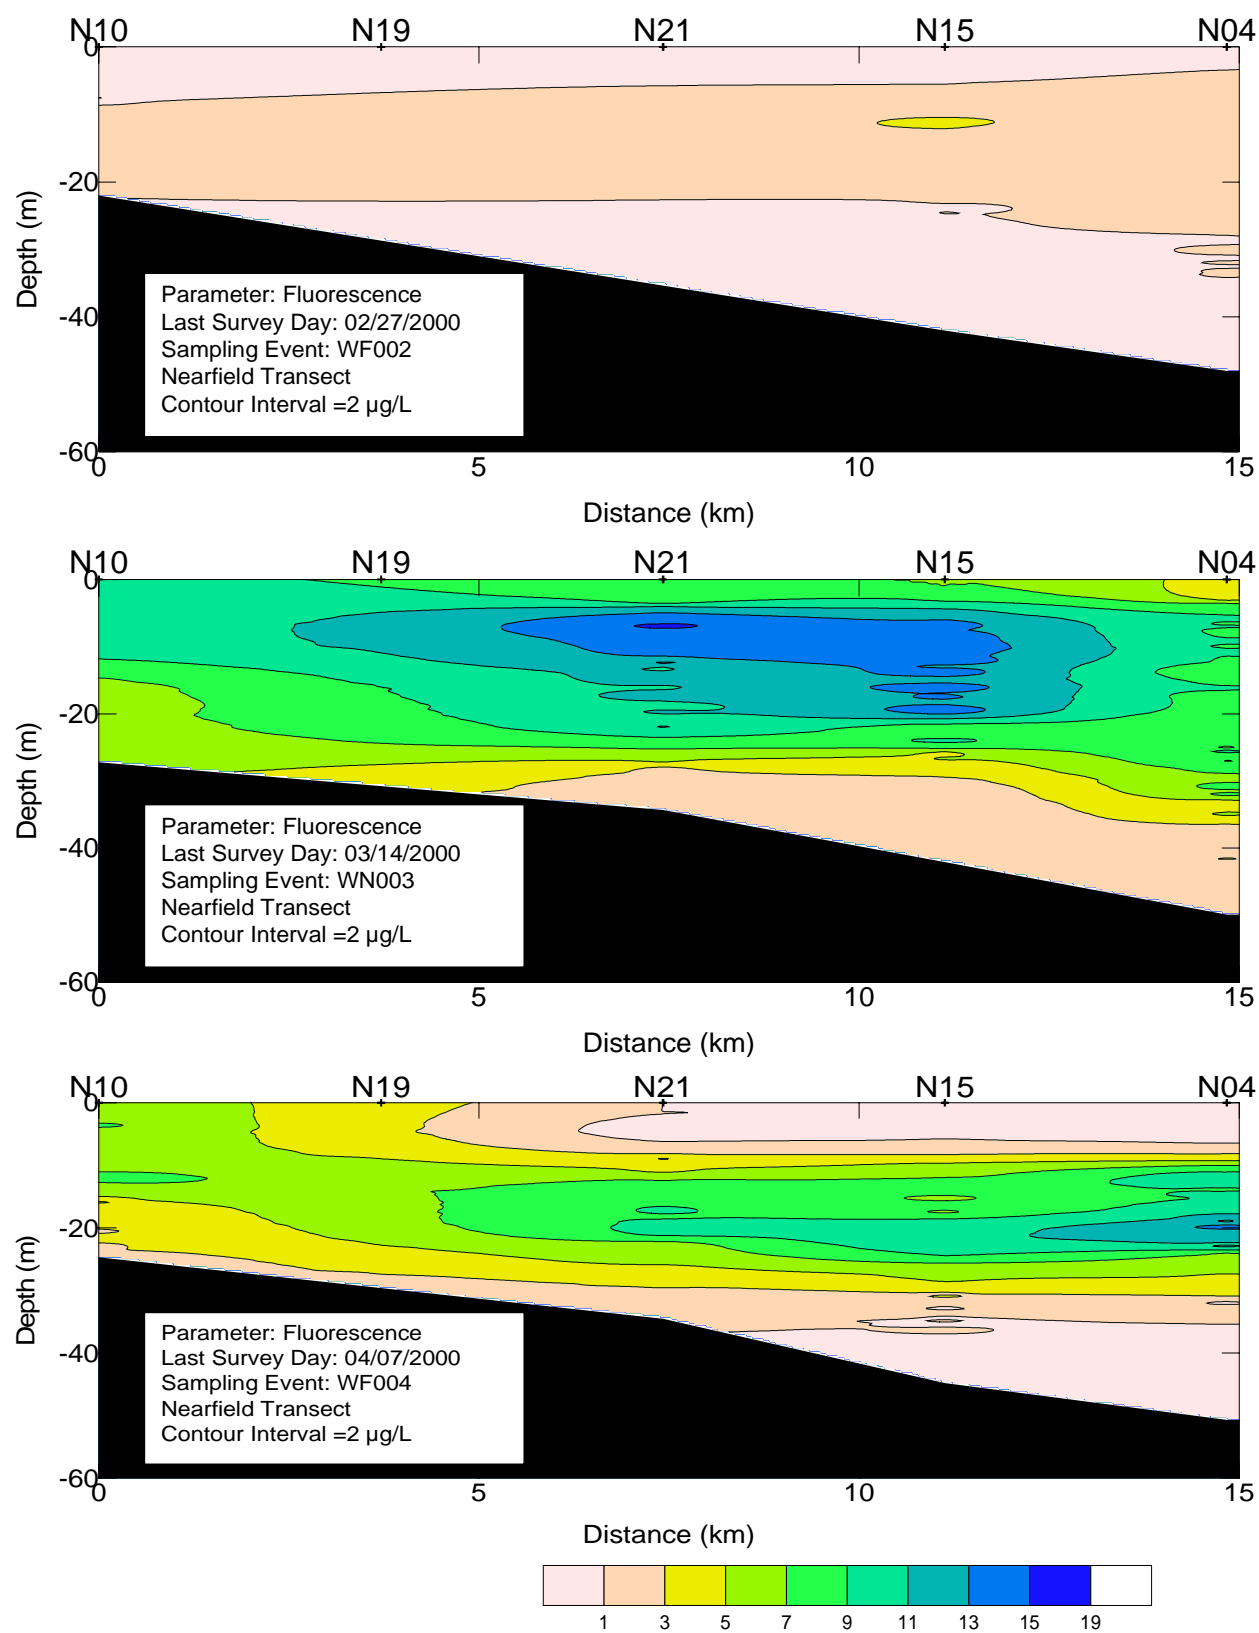 N10 N19 N21 N15 N04
0
-20
-40
-60
Depth (m)
Parameter: Fluorescence
Last Survey Day: 02/27/2000
Sampling Event: WF002
Nearfield Transect
Contour Interval =2 µg/L
0 5 10 15
Distance (km)
N10 N19 N21 N15 N04
0
-20
-40
-60
Depth (m)
Parameter: Fluorescence
Last Survey Day: 03/14/2000
Sampling Event: WN003
Nearfield Transect
Contour Interval =2 µg/L
0 5 10 15
Distance (km)
N10 N19 N21 N15 N04
0
-20
-40
-60
Depth (m)
Parameter: Fluorescence
Last Survey Day: 04/07/2000
Sampling Event: WF004
Nearfield Transect
Contour Interval =2 µg/L
0 5 10 15
Distance (km)
1 3 5 7 9 11 13 15 19